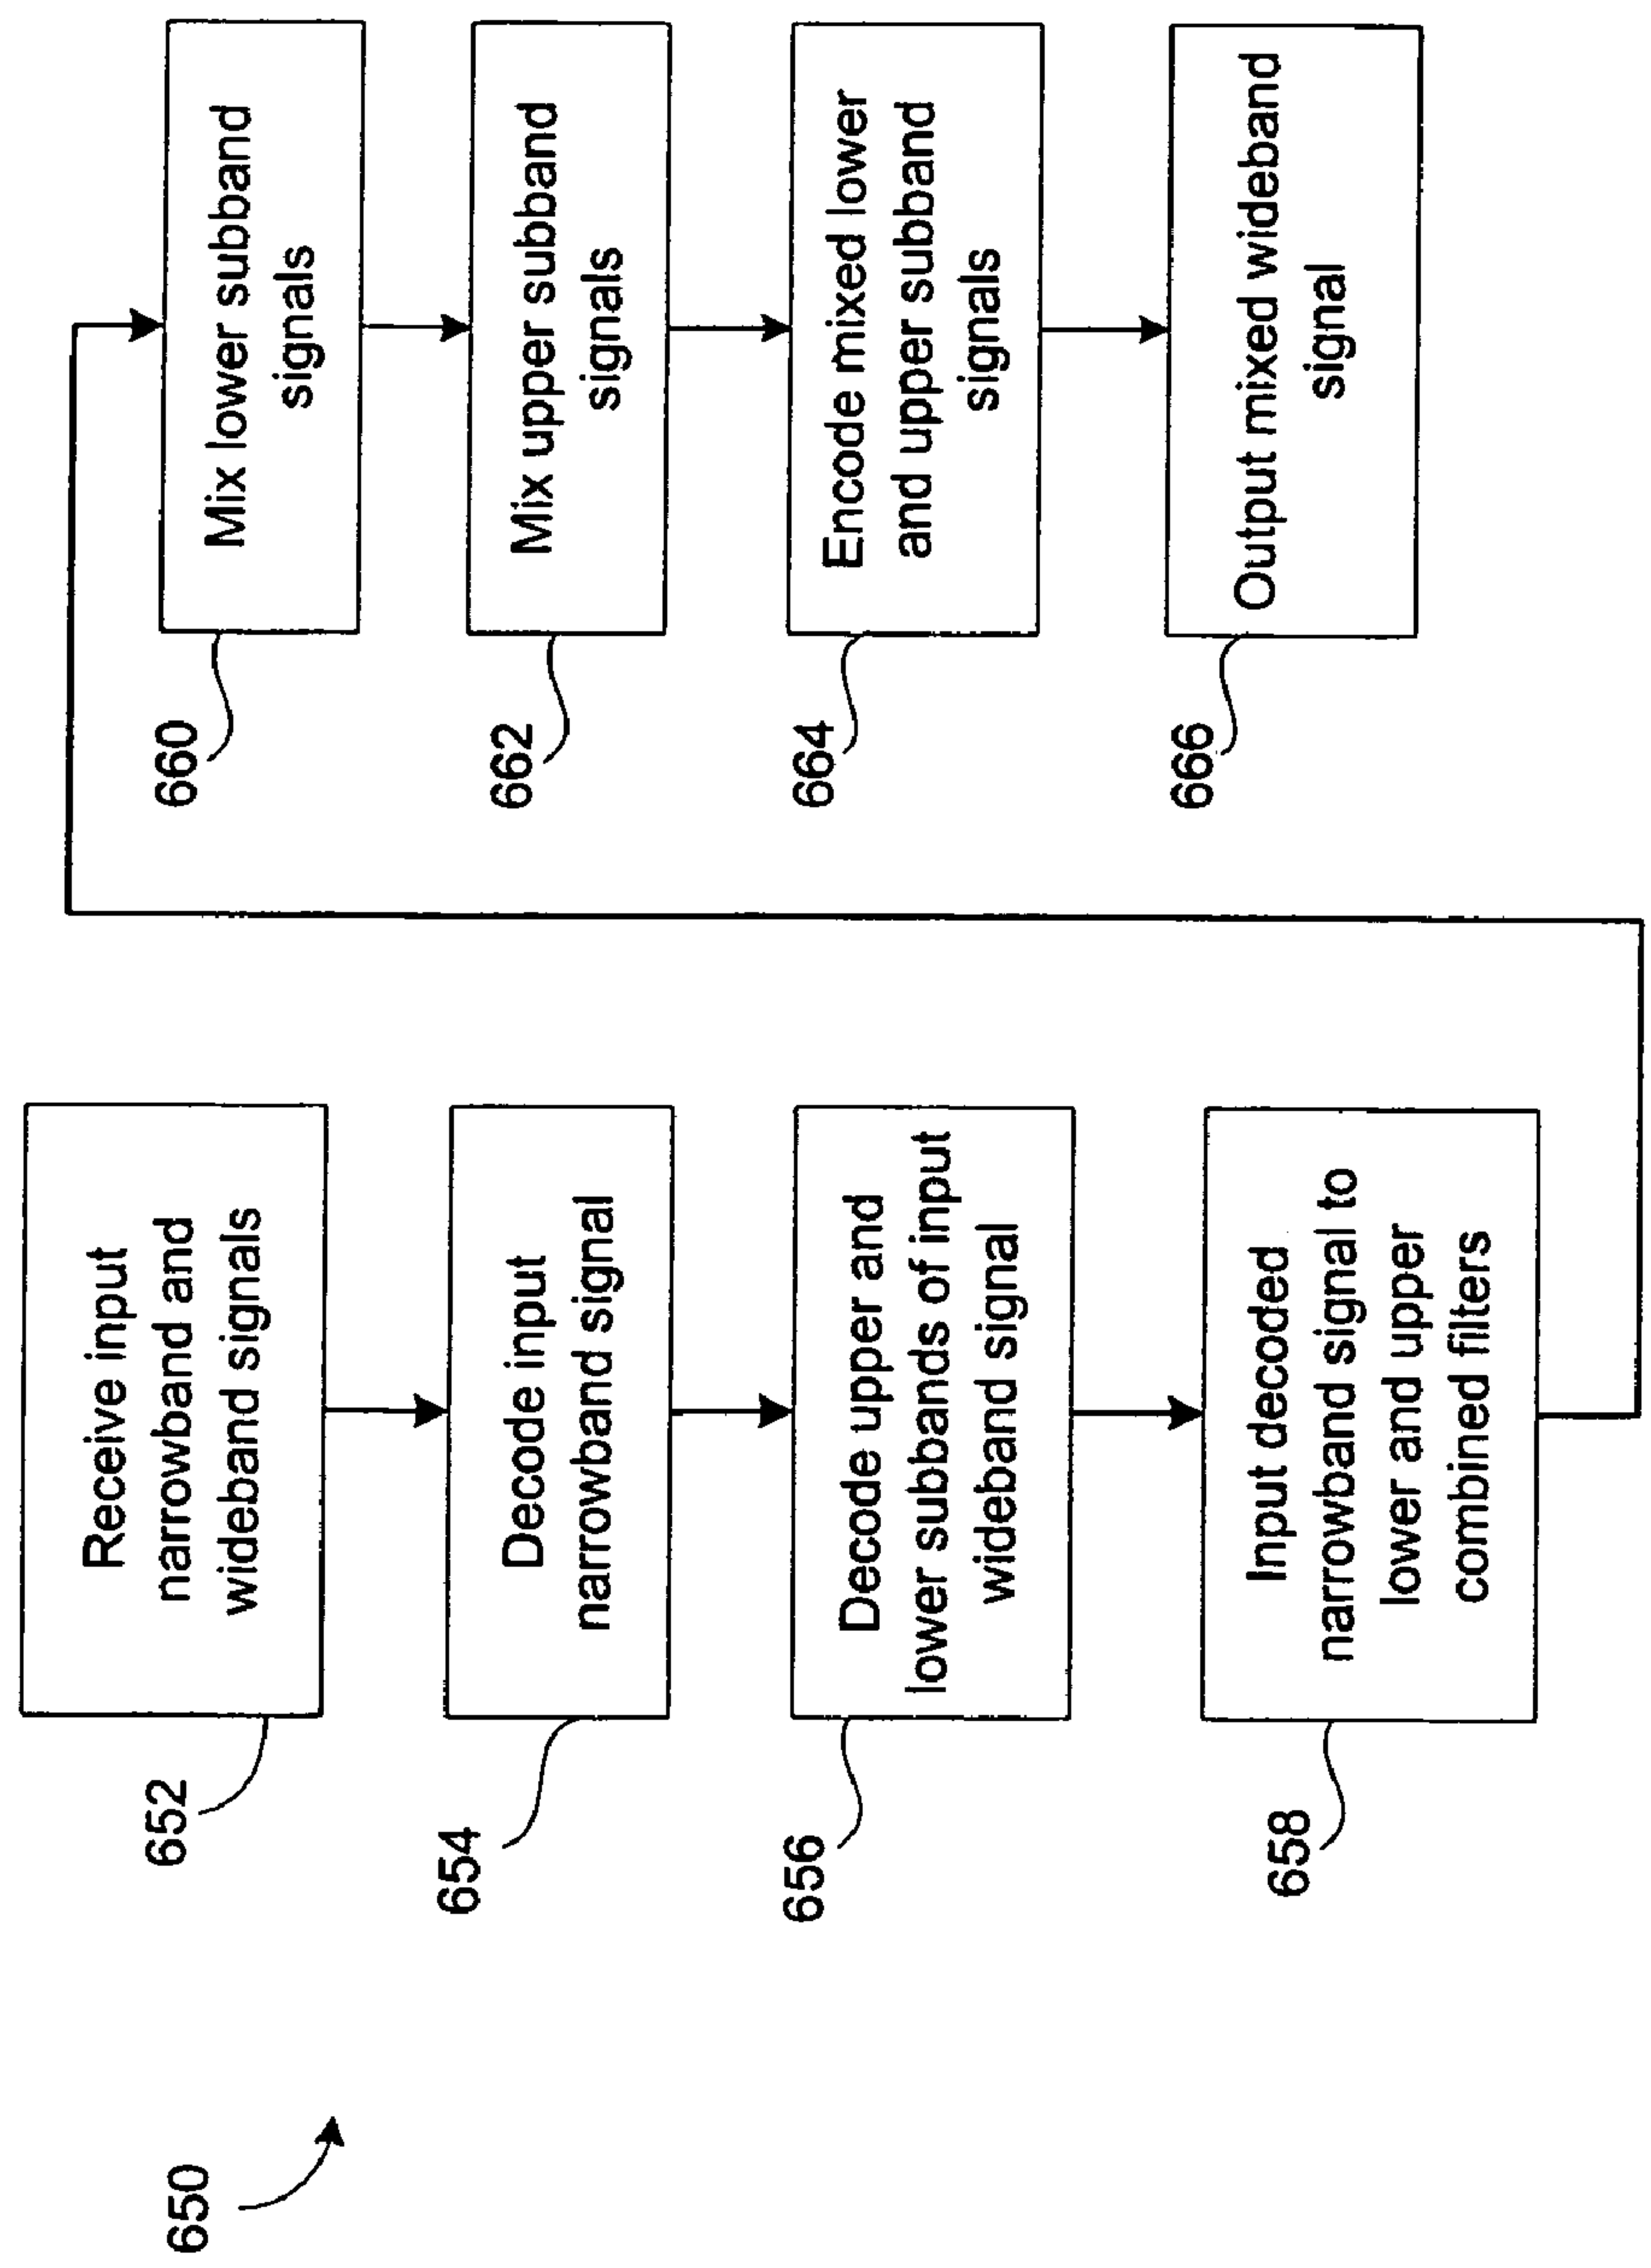 650
652
Receive input
narrowband and
wideband signals
654
Decode input
narrowband signal
656
Decode upper and
lower subbands of input
wideband signal
658
Input decoded
narrowband signal to
lower and upper
combined filters
660
Mix lower subband
signals
662
Mix upper subband
signals
664
Encode mixed lower
and upper subband
signals
666
Output mixed wideband
signal